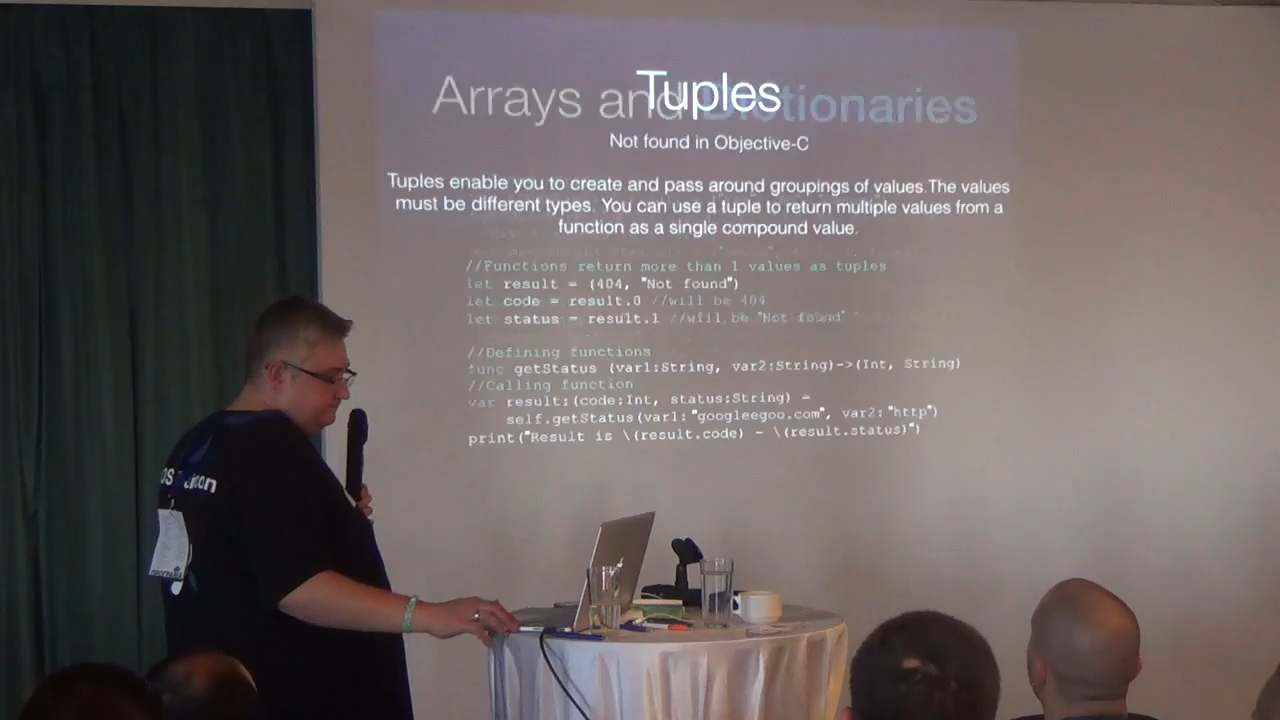 Arrays and Dictionaries
Tuples
Not found in Objective-C
Tuples enable you to create and pass around groupings of values. The values
must be different types. You can use a tuple to return multiple values from a
function as a single compound value.
//Functions return more than 1 values as tuples
let result = (404, "Not found")
let code = result.0 //will be 404
let status = result.1 //will be "Not found"
//Defining functions
func getStatus (var1:String, var2:String)->(Int, String)
//Calling function
var result:(code:Int, status:String) =
self.getStatus(var1:"googleegoo.com", var2:"http")
print("Result is \(result.code) - \(result.status)")